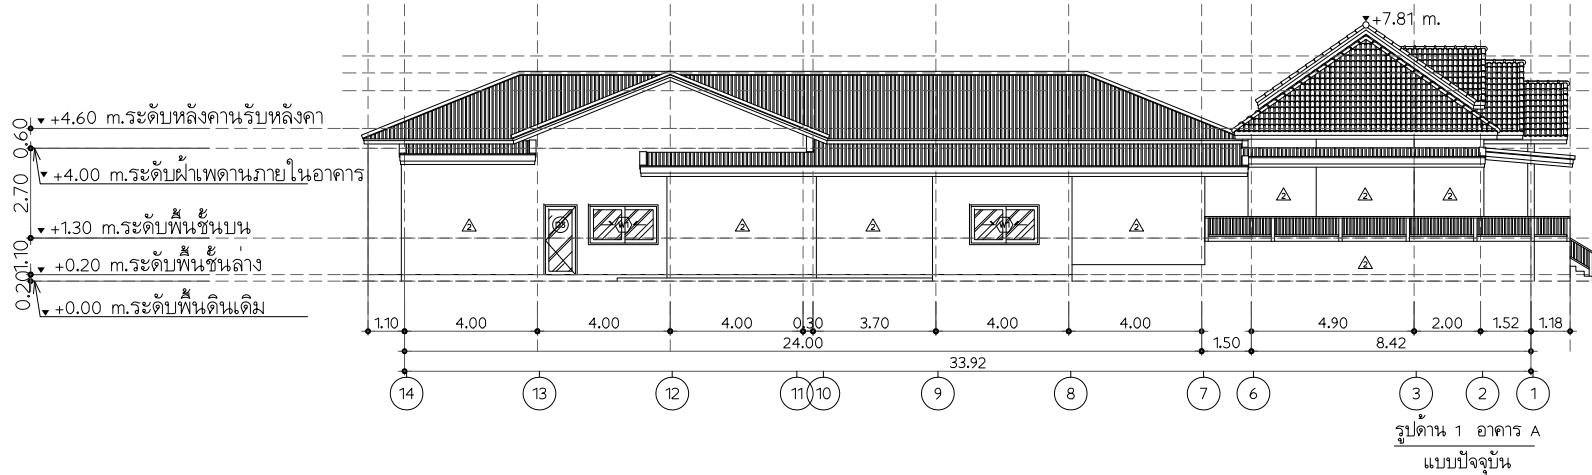 +7.81 m.
+4.60 m.ระดับหลังคานรับหลังคา
0.60
+4.00 m.ระดับฝ้าเพดานภายในอาคาร
2.70
+1.30 m.ระดับพื้นชั้นบน
1.10
+0.20 m.ระดับพื้นชั้นล่าง
0.20
+0.00 m.ระดับพื้นดินเดิม
2 2 2 2 2 2 2 2
1.10 4.00 4.00 4.00 0.30 3.70 4.00 4.00 4.90 2.00 1.52 1.18
24.00 1.50 8.42
33.92
14 13 12 11 10 9 8 7 6 3 2 1
รูปด้าน 1 อาคาร A
แบบปัจจุบัน